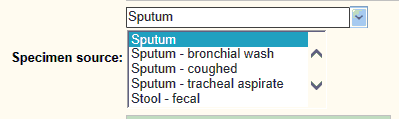 Sputum
Sputum
Sputum - bronchial wash
Specimen source:
Sputum - coughed
Sputum - tracheal aspirate
Stool - fecal